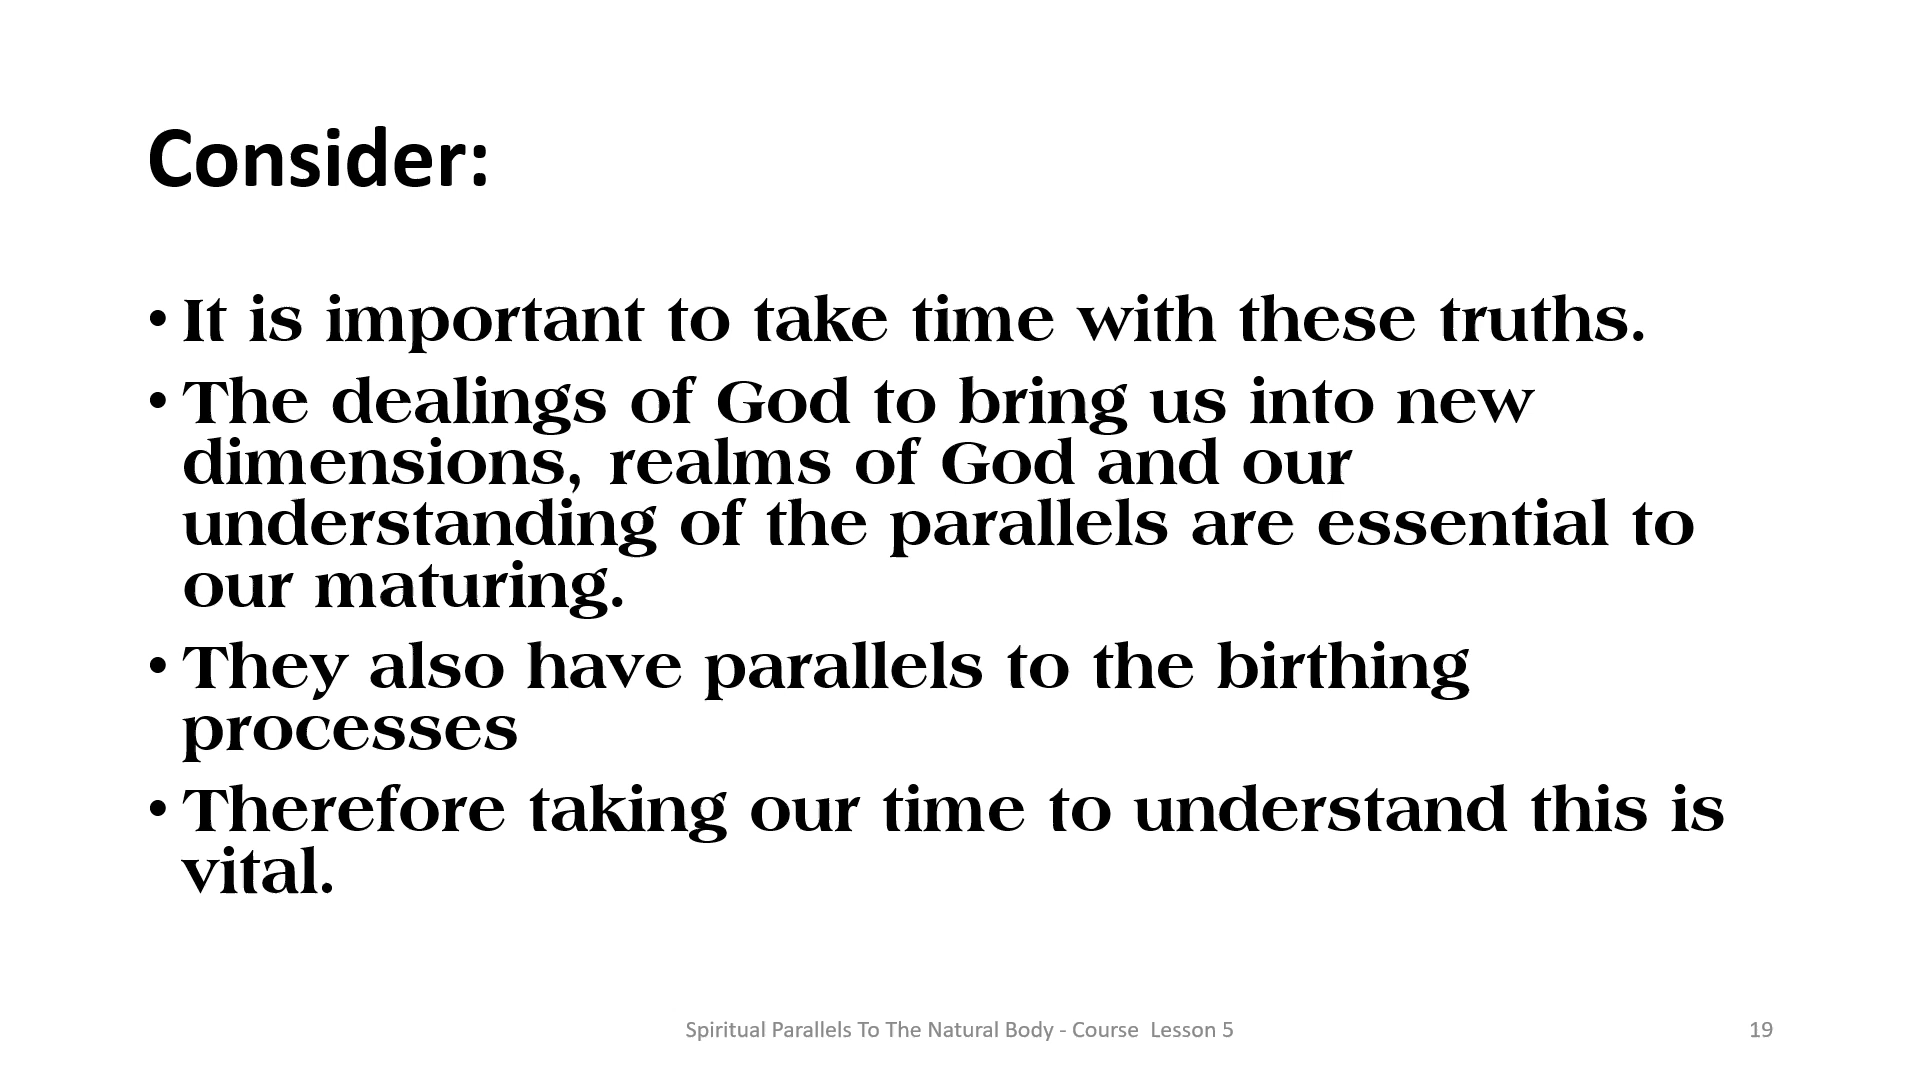 Consider:
• It is important to take time with these truths.
• The dealings of God to bring us into new
dimensions, realms of God and our
understanding of the parallels are essential to
our maturing.
• They also have parallels to the birthing
processes
• Therefore taking our time to understand this is
vital.
Spiritual Parallels To The Natural Body - Course  Lesson 5
19